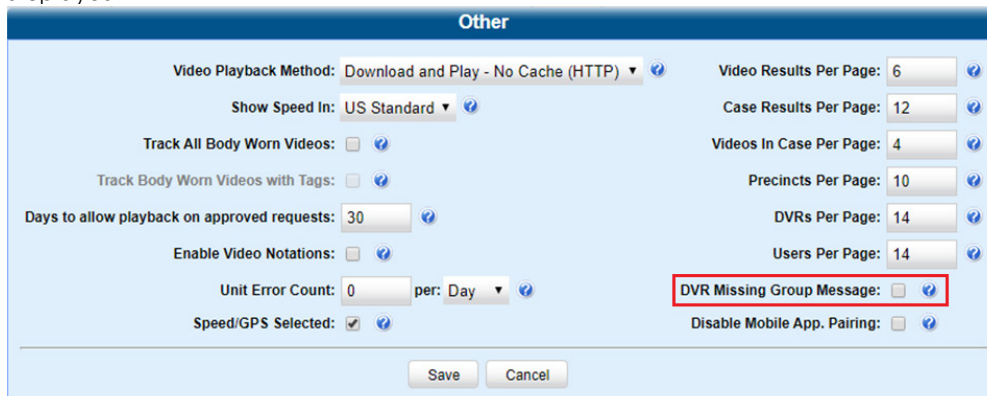 Other
Video Playback Method: Download and Play - No Cache (HTTP)
Video Results Per Page: 6
Show Speed In: US Standard
Case Results Per Page: 12
Track All Body Worn Videos:
Videos In Case Per Page: 4
Track Body Worn Videos with Tags:
Precincts Per Page: 10
Days to allow playback on approved requests: 30
DVRs Per Page: 14
Enable Video Notations:
Users Per Page: 14
Unit Error Count: 0 per: Day
DVR Missing Group Message:
Speed/GPS Selected:
Disable Mobile App. Pairing:
Save Cancel